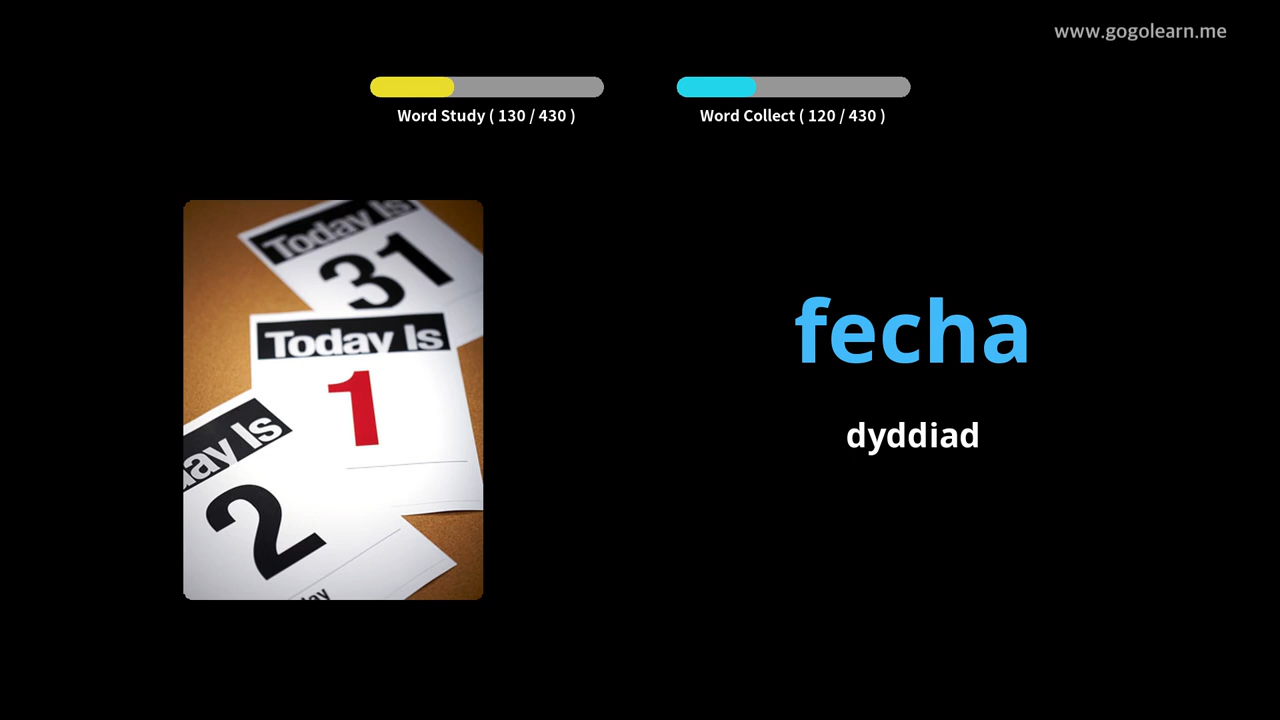 www.gogolearn.me
Word Study ( 130 / 430 )
Word Collect ( 120 / 430 )
Today Is
31
Today Is
1
day Is
2
fecha
dyddiad